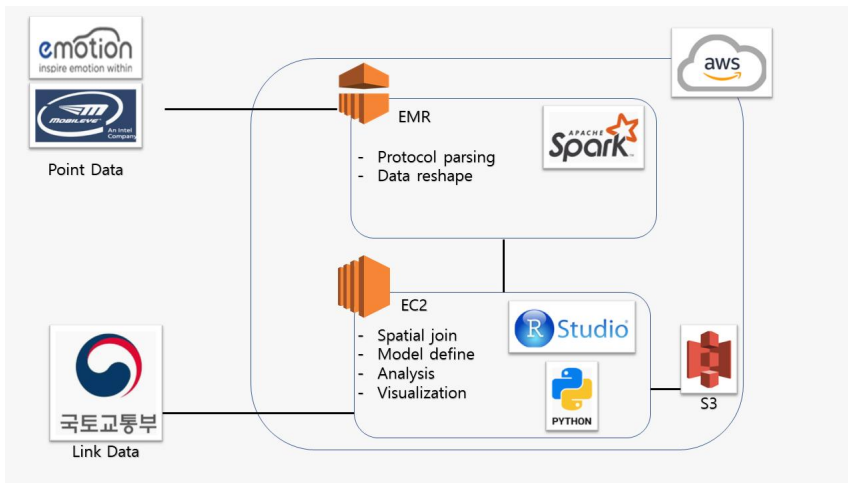 emotion
inspire emotion within
MOBILEYE
An Intel
Company
Point Data
aws
EMR
- Protocol parsing
- Data reshape
APACHE
Spark
EC2
- Spatial join
- Model define
- Analysis
- Visualization
R Studio
PYTHON
S3
국토교통부
Link Data